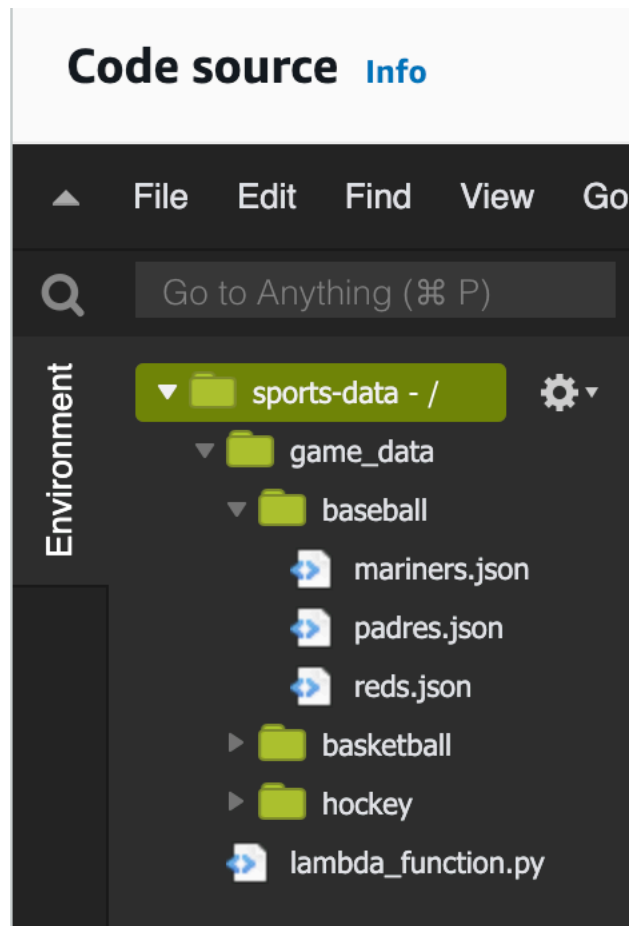 Code source Info
File Edit Find View Go
Go to Anything (⌘ P)
Environment
sports-data - /
game_data
baseball
mariners.json
padres.json
reds.json
basketball
hockey
lambda_function.py